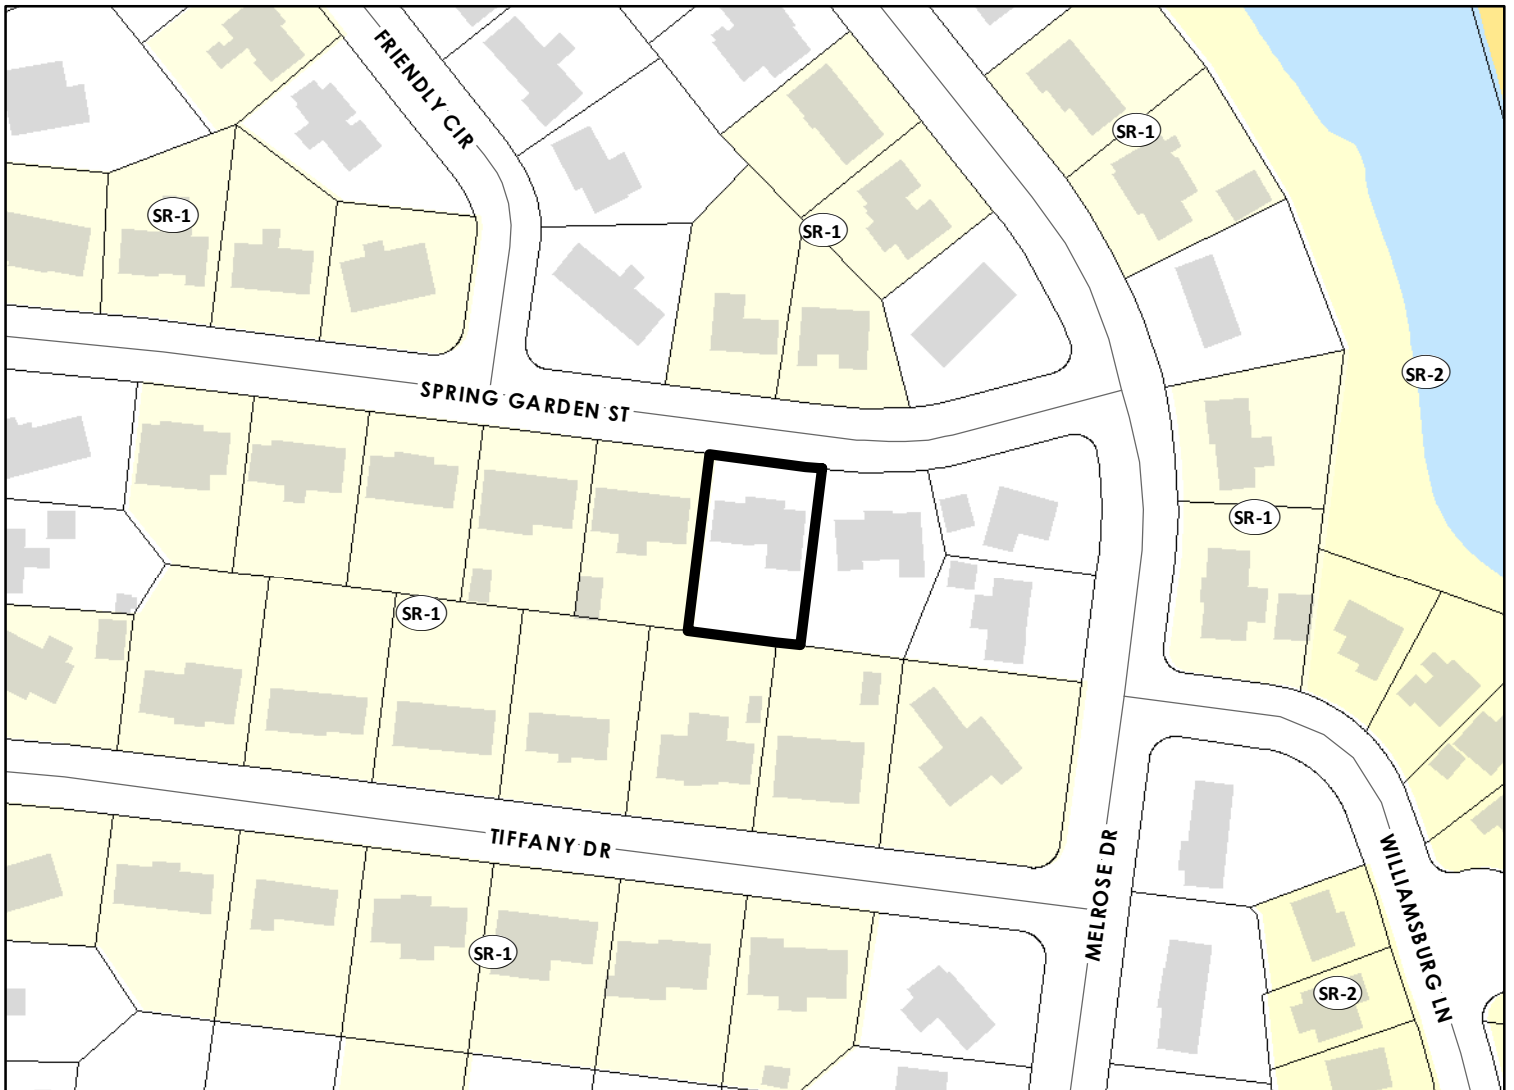 FRIENDLY CIR
SR-1
SR-1
SR-1
SPRING GARDEN ST
SR-2
SR-1
SR-1
TIFFANY DR
MELROSE DR
WILLIAMSBURG LN
SR-1
SR-2